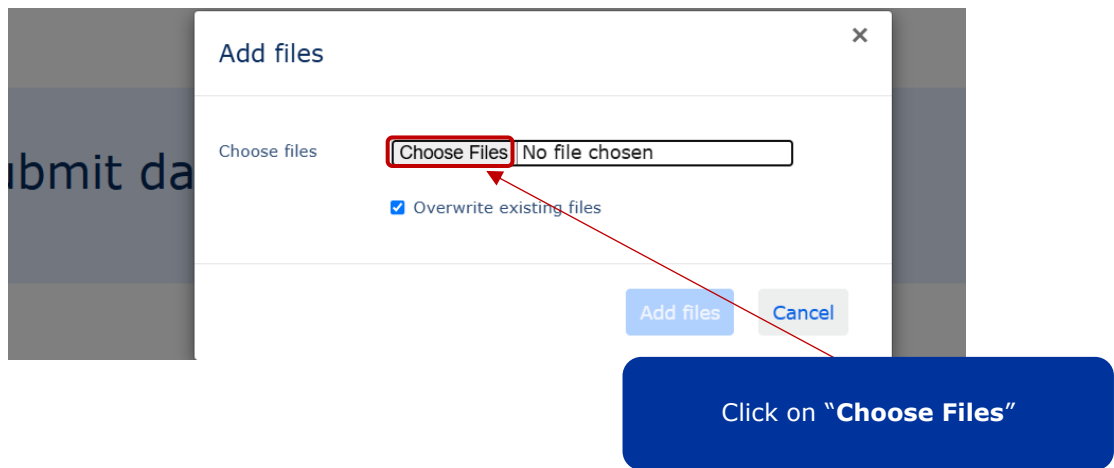 Add files
×
Choose files Choose Files No file chosen
Overwrite existing files
ubmit da
Add files Cancel
Click on “Choose Files”